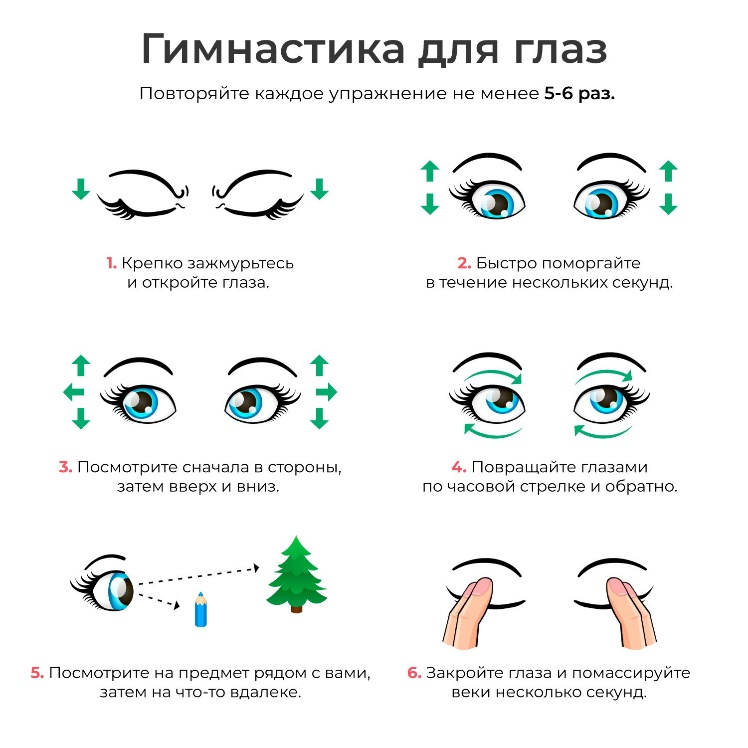 Гимнастика для глаз
Повторяйте каждое упражнение не менее 5-6 раз.
1. Крепко зажмурьтесь
и откройте глаза.
2. Быстро поморгайте
в течение нескольких секунд.
3. Посмотрите сначала в стороны,
затем вверх и вниз.
4. Повращайте глазами
по часовой стрелке и обратно.
5. Посмотрите на предмет рядом с вами,
затем на что-то вдалеке.
6. Закройте глаза и помассируйте
веки несколько секунд.